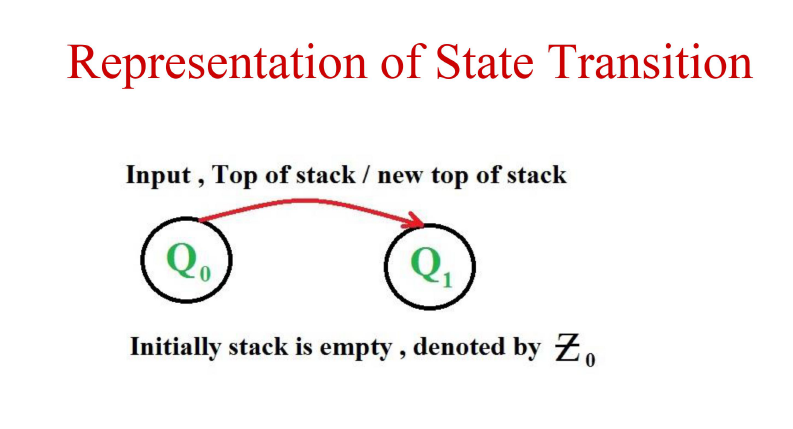 Representation of State Transition
Input , Top of stack / new top of stack
Q₀
Q₁
Initially stack is empty , denoted by Ƶ₀